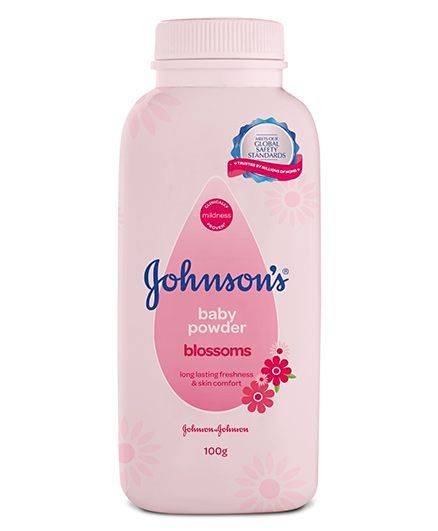 MEETS OUR
GLOBAL
SAFETY
STANDARDS
TRUSTED BY MILLIONS OF MOMS
CLINICALLY
mildness
PROVEN*
Johnson's®
baby
powder
blossoms
long lasting freshness
& skin comfort
Johnson & Johnson
100g